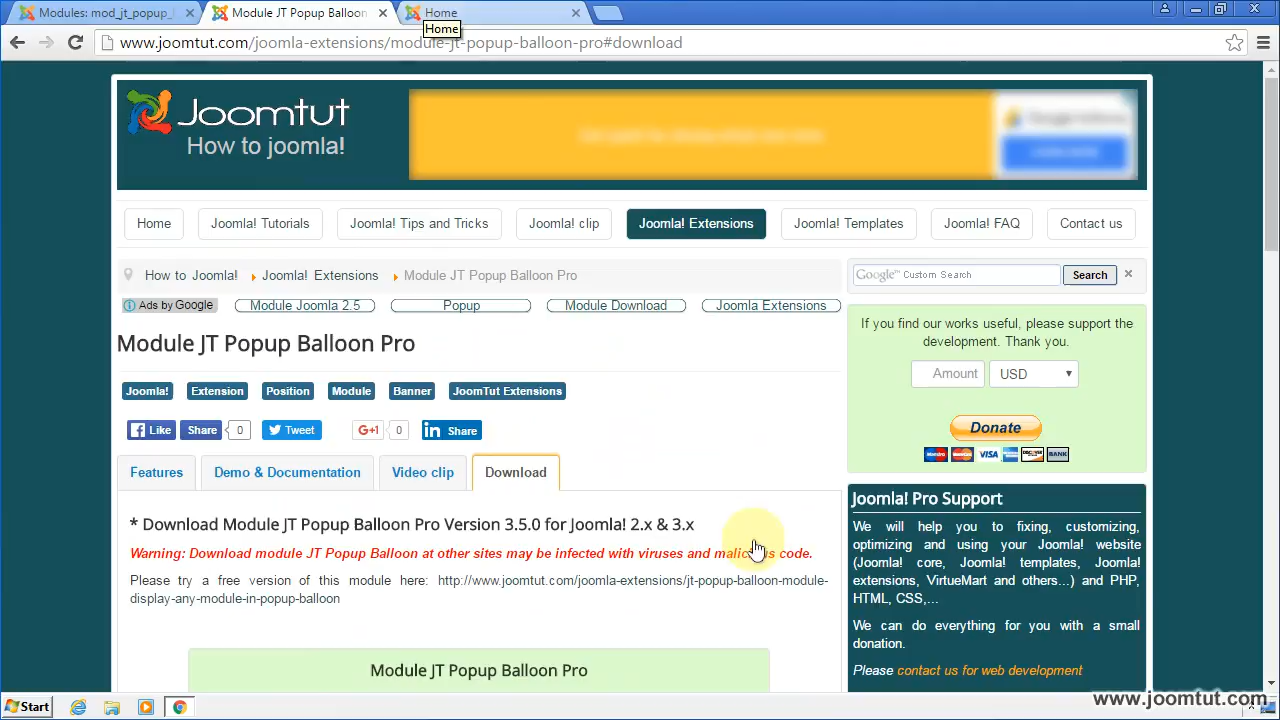 Modules: mod_jt_popup_
Module JT Popup Balloon
Home
Home
www.joomtut.com/joomla-extensions/module-jt-popup-balloon-pro#download
Joomtut
How to joomla!
Home
Joomla! Tutorials
Joomla! Tips and Tricks
Joomla! clip
Joomla! Extensions
Joomla! Templates
Joomla! FAQ
Contact us
How to Joomla!
Joomla! Extensions
Module JT Popup Balloon Pro
Google™ Custom Search
Search
Ads by Google
Module Joomla 2.5
Popup
Module Download
Joomla Extensions
If you find our works useful, please support the
development. Thank you.
Amount
USD
Donate
VISA
BANK
Module JT Popup Balloon Pro
Joomla!
Extension
Position
Module
Banner
JoomTut Extensions
Like
Share
0
Tweet
G+1
0
in Share
Features
Demo & Documentation
Video clip
Download
* Download Module JT Popup Balloon Pro Version 3.5.0 for Joomla! 2.x & 3.x
Warning: Download module JT Popup Balloon at other sites may be infected with viruses and malicious code.
Please try a free version of this module here: http://www.joomtut.com/joomla-extensions/jt-popup-balloon-module-
display-any-module-in-popup-balloon
Module JT Popup Balloon Pro
Joomla! Pro Support
We will help you to fixing, customizing,
optimizing and using your Joomla! website
(Joomla! core, Joomla! templates, Joomla!
extensions, VirtueMart and others...) and PHP,
HTML, CSS,...
We can do everything for you with a small
donation.
Please contact us for web development
Start
www.joomtut.com